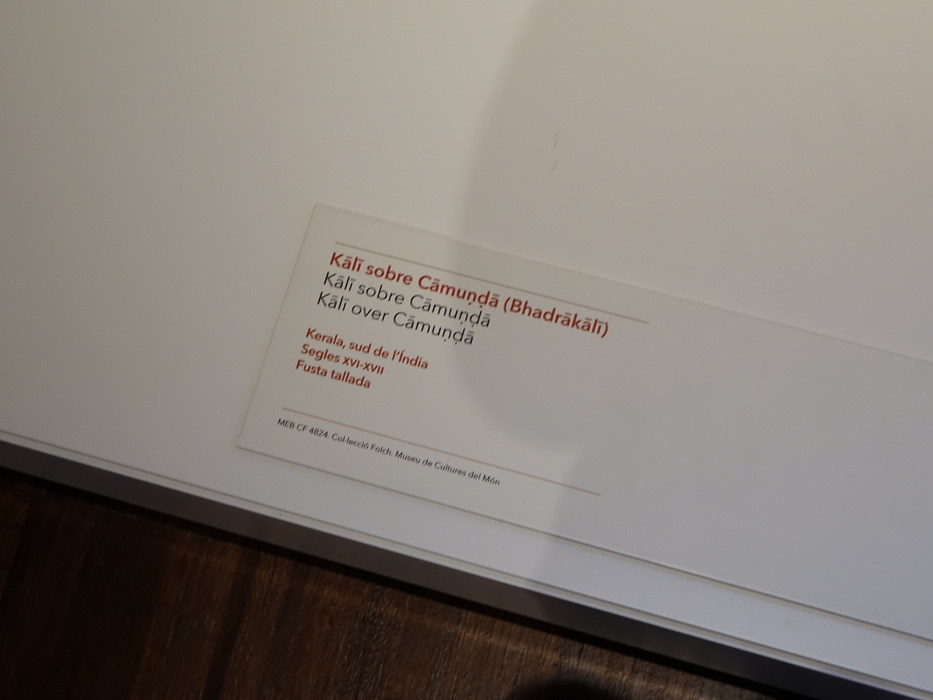 Kālī sobre Cāmuṇḍā (Bhadrākālī)
Kālī sobre Cāmuṇḍā
Kālī over Cāmuṇḍā
Kerala, sud de l'Índia
Segles XVI-XVII
Fusta tallada
MEB CF 4824. Col·lecció Folch. Museu de Cultures del Món